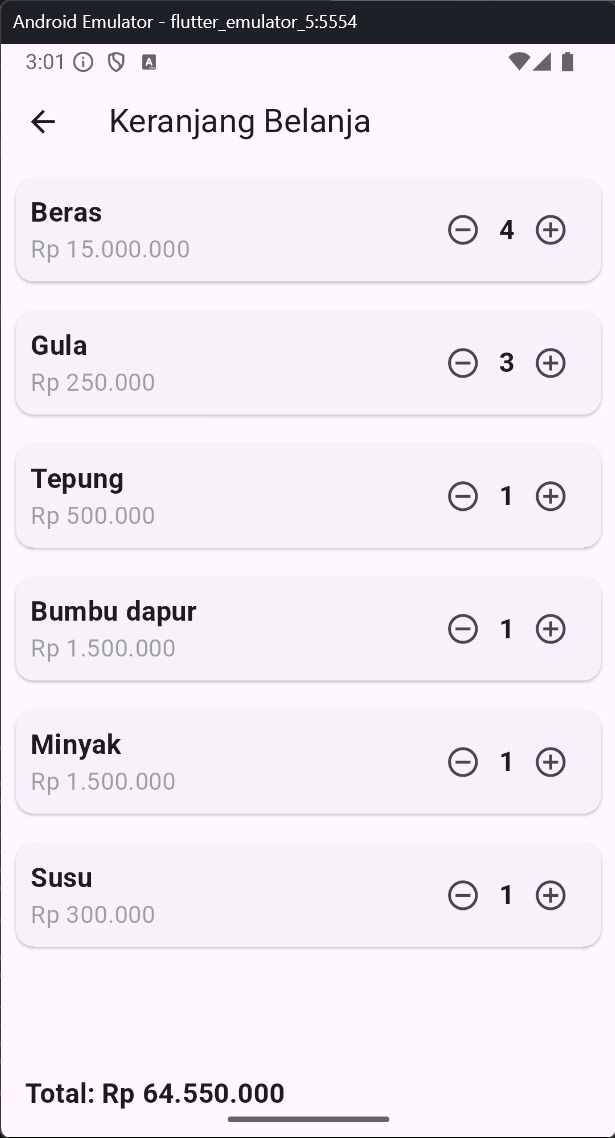 Android Emulator - flutter_emulator_5:5554
3:01
Keranjang Belanja
Beras
Rp 15.000.000
4
Gula
Rp 250.000
3
Tepung
Rp 500.000
1
Bumbu dapur
Rp 1.500.000
1
Minyak
Rp 1.500.000
1
Susu
Rp 300.000
1
Total: Rp 64.550.000